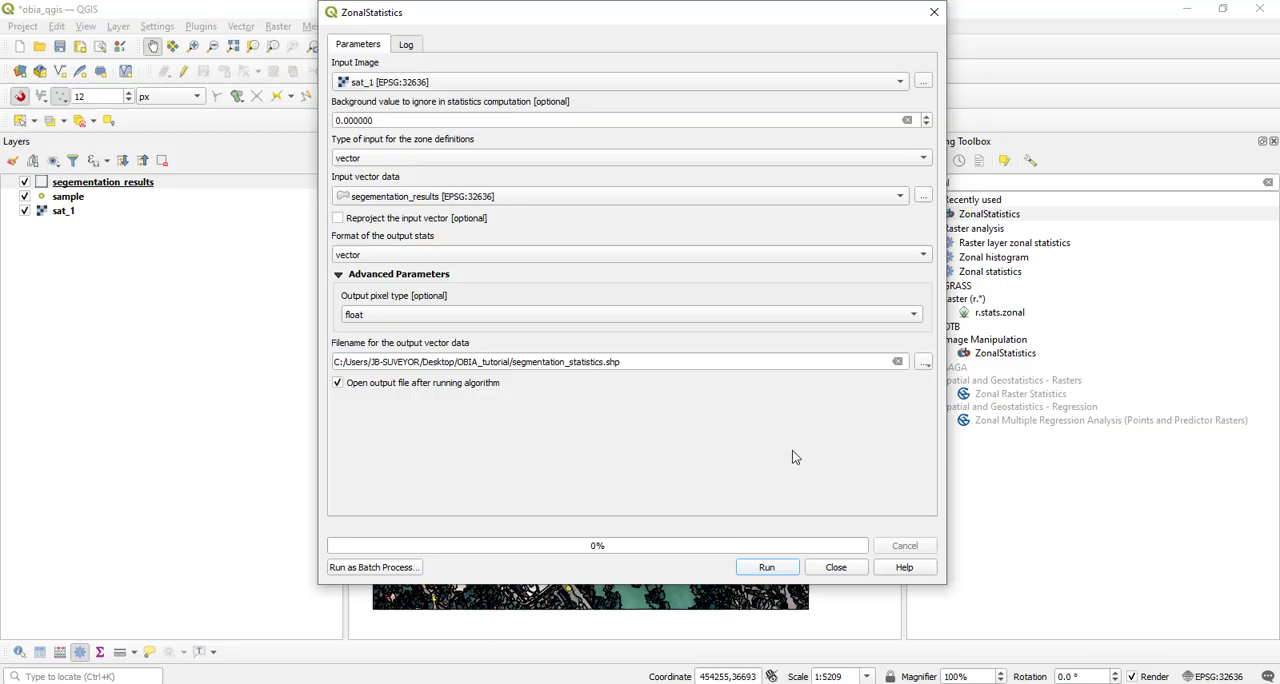 *obia_qgis — QGIS
Project Edit View Layer Settings Plugins Vector Raster Me
12 px
Layers
segementation results
sample
sat_1
ZonalStatistics
Parameters Log
Input Image
sat_1 [EPSG:32636]
...
Background value to ignore in statistics computation [optional]
0.000000
Type of input for the zone definitions
vector
Input vector data
segementation_results [EPSG:32636]
...
Reproject the input vector [optional]
Format of the output stats
vector
Advanced Parameters
Output pixel type [optional]
float
Filename for the output vector data
C:/Users/JB-SUVEYOR/Desktop/OBIA_tutorial/segmentation_statistics.shp
...
Open output file after running algorithm
0%
Cancel
Run as Batch Process...
Run
Close
Help
ng Toolbox
l
Recently used
ZonalStatistics
aster analysis
Raster layer zonal statistics
Zonal histogram
Zonal statistics
GRASS
aster (r.*)
r.stats.zonal
OTB
mage Manipulation
ZonalStatistics
SAGA
patial and Geostatistics - Rasters
Zonal Raster Statistics
patial and Geostatistics - Regression
Zonal Multiple Regression Analysis (Points and Predictor Rasters)
Type to locate (Ctrl+K)
Coordinate 454255,36693 Scale 1:5209 Magnifier 100% Rotation 0.0 ° Render EPSG:32636